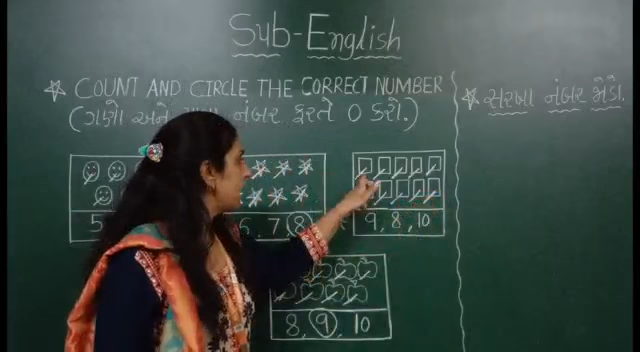 Sub-English
☆ COUNT AND CIRCLE THE CORRECT NUMBER
(ગણો અને નંબર ફરતે O કરો.)
☆ સરખા નંબર જોડો.
5
6, 7, 8
9, 8, 10
8, 9, 10